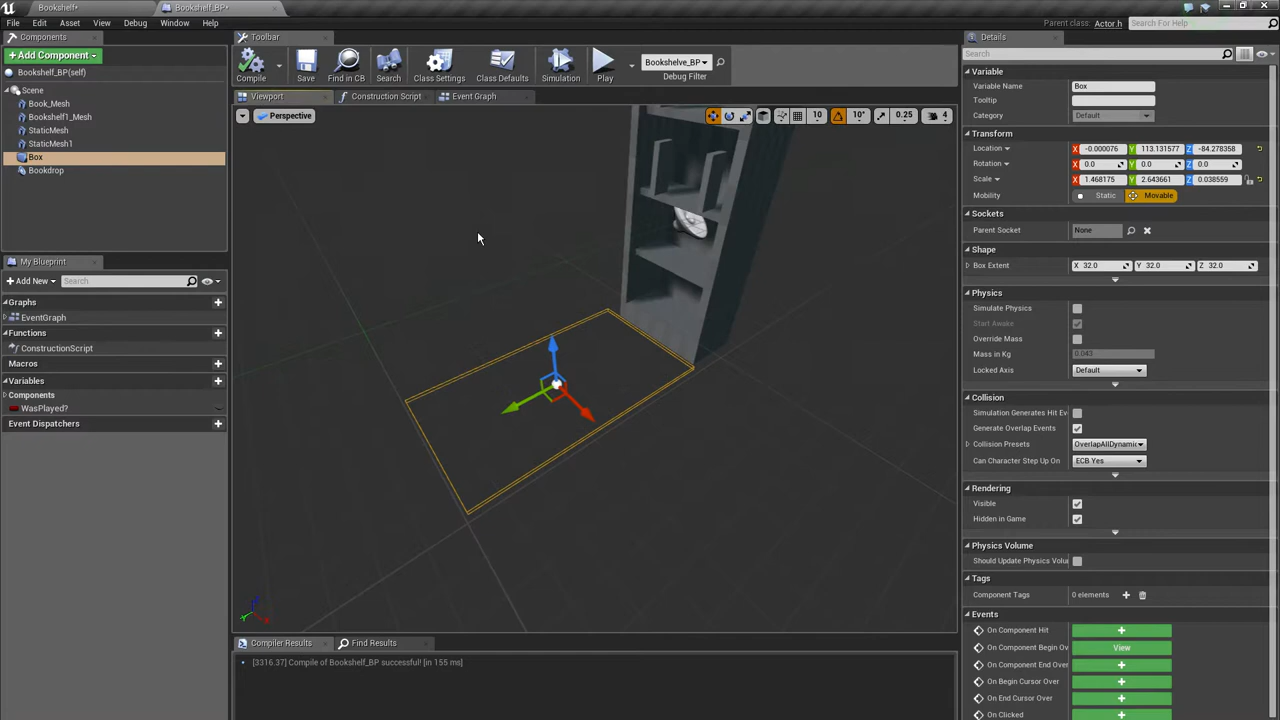 Bookshelf*
Bookshelf_BP*
File Edit Asset View Debug Window Help
Parent class: Actor.h
Search For Help
Components
Toolbar
Details
+ Add Component
Search
Bookshelf_BP(self)
Compile Save Find in CB Search Class Settings Class Defaults Simulation Play
Bookshelve_BP
Debug Filter
Scene
Book_Mesh
Bookshelf1_Mesh
StaticMesh
StaticMesh1
Box
Bookdrop
Viewport
Construction Script
Event Graph
Perspective
10 10° 0.25 4
Variable
Variable Name Box
Tooltip
Category Default
Transform
Location X -0.000076 Y 113.131577 Z -84.278358
Rotation X 0.0 Y 0.0 Z 0.0
Scale X 1.468175 Y 2.643661 Z 0.038559
Mobility Static Movable
Sockets
Parent Socket None
Shape
Box Extent X 32.0 Y 32.0 Z 32.0
My Blueprint
+ Add New Search
Graphs
EventGraph
Functions
ConstructionScript
Macros
Variables
Components
WasPlayed?
Event Dispatchers
Physics
Simulate Physics
Start Awake
Override Mass
Mass in Kg 0.043
Locked Axis Default
Collision
Simulation Generates Hit Ev
Generate Overlap Events
Collision Presets OverlapAllDynamic
Can Character Step Up On ECB Yes
Rendering
Visible
Hidden in Game
Physics Volume
Should Update Physics Volu
Tags
Component Tags 0 elements
Events
On Component Hit
On Component Begin Ov View
On Component End Over
On Begin Cursor Over
On End Cursor Over
On Clicked
Compiler Results
Find Results
[3316.37] Compile of Bookshelf_BP successful! [in 155 ms]